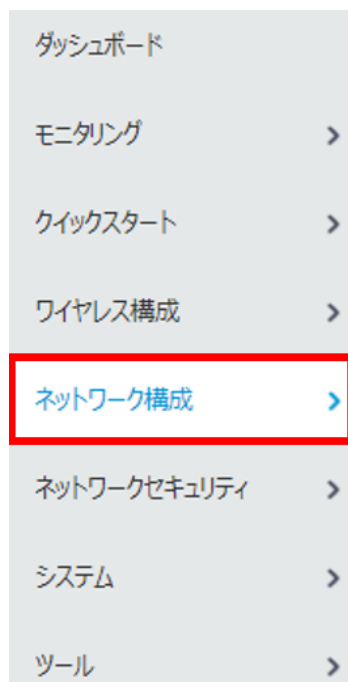 ダッシュボード
モニタリング
クイックスタート
ワイヤレス構成
ネットワーク構成
ネットワークセキュリティ
システム
ツール